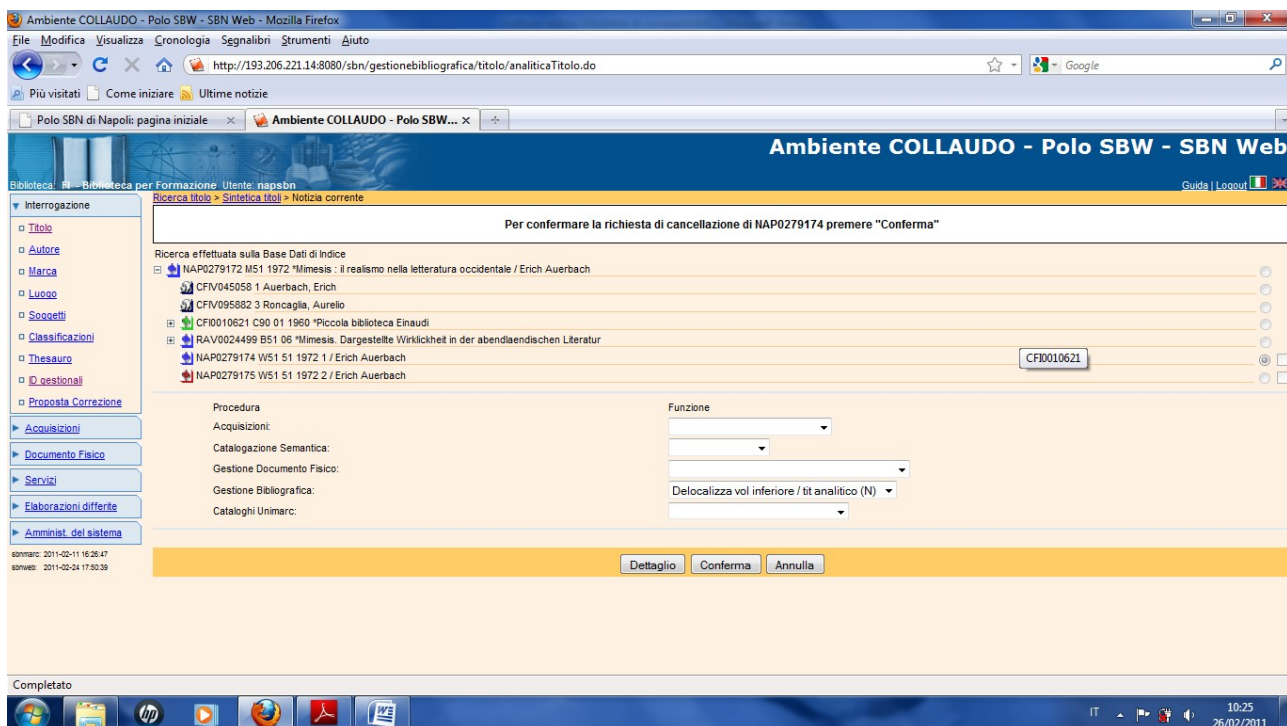 Ambiente COLLAUDO - Polo SBW - SBN Web - Mozilla Firefox
File Modifica Visualizza Cronologia Segnalibri Strumenti Aiuto
http://193.206.221.14:8080/sbn/gestionebibliografica/titolo/analiticaTitolo.do Google
Più visitati Come iniziare Ultime notizie
Polo SBN di Napoli: pagina iniziale Ambiente COLLAUDO - Polo SBW...
Ambiente COLLAUDO - Polo SBW - SBN Web
Biblioteca: FI - Biblioteca per Formazione Utente: napsbn Guida | Logout
Ricerca titolo > Sintetica titoli > Notizia corrente
Per confermare la richiesta di cancellazione di NAP0279174 premere "Conferma"
Interrogazione
Titolo
Autore
Marca
Luogo
Soggetti
Classificazioni
Thesauro
ID gestionali
Proposta Correzione
Acquisizioni
Documento Fisico
Servizi
Elaborazioni differite
Amminist. del sistema
sbnmarc: 2011-02-11 16:26:47
sbnweb: 2011-02-24 17:50:39
Ricerca effettuata sulla Base Dati di Indice
NAP0279172 M51 1972 *Mimesis : il realismo nella letteratura occidentale / Erich Auerbach
CFIV045058 1 Auerbach, Erich
CFIV095882 3 Roncaglia, Aurelio
CFI0010621 C90 01 1960 *Piccola biblioteca Einaudi
RAV0024499 B51 06 *Mimesis. Dargestellte Wirklichkeit in der abendlaendischen Literatur
NAP0279174 W51 51 1972 1 / Erich Auerbach
CFI0010621
NAP0279175 W51 51 1972 2 / Erich Auerbach
Procedura Funzione
Acquisizioni:
Catalogazione Semantica:
Gestione Documento Fisico:
Gestione Bibliografica: Delocalizza vol inferiore / tit analitico (N)
Cataloghi Unimarc:
Dettaglio Conferma Annulla
Completato
IT 10:25
26/02/2011